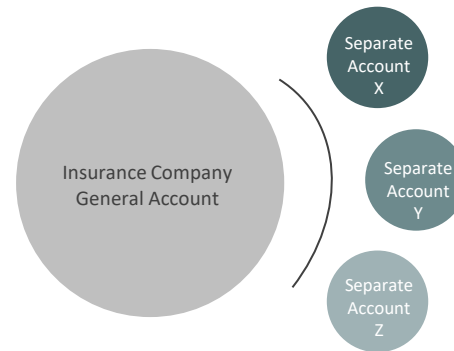 Separate
Account
X
Insurance Company
General Account
Separate
Account
Y
Separate
Account
Z